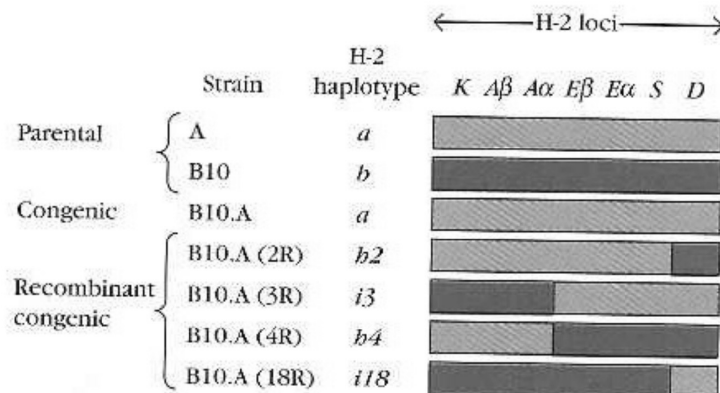 H-2 loci
Strain H-2 haplotype K Aβ Aα Eβ Eα S D
Parental
A a
B10 b
Congenic B10.A a
Recombinant congenic
B10.A (2R) h2
B10.A (3R) i3
B10.A (4R) h4
B10.A (18R) i18